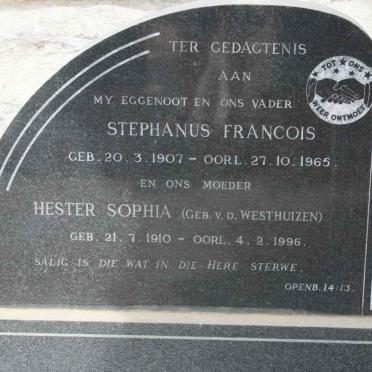 TER GEDAGTENIS
AAN
MY EGGENOOT EN ONS VADER
TOT ONS
WEER ONTMOET
STEPHANUS FRANCOIS
GEB. 20.3.1907 - OORL. 27.10.1965.
EN ONS MOEDER
HESTER SOPHIA (GEB. V.D. WESTHUIZEN)
GEB. 21.7.1910 - OORL. 4.2.1996.
SALIG IS DIE WAT IN DIE HERE STERWE.
OPENB. 14:13.